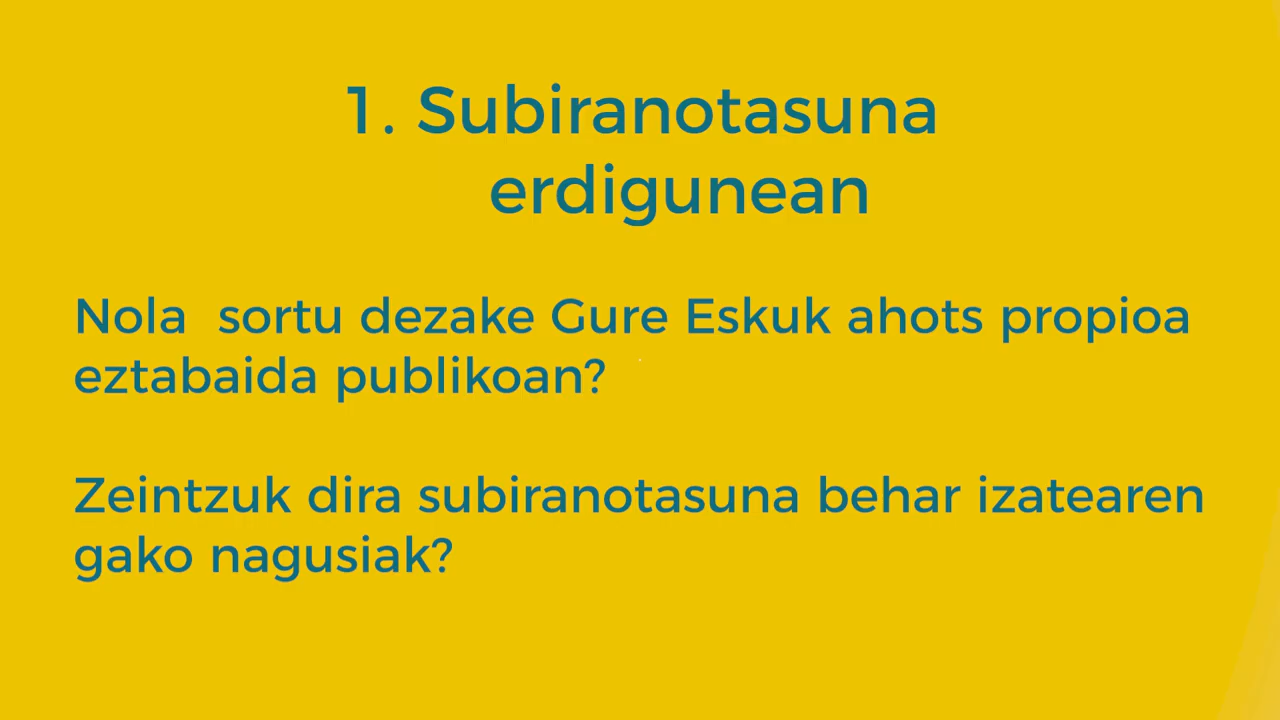 1. Subiranotasuna
erdigunean
Nola sortu dezake Gure Eskuk ahots propioa
eztabaida publikoan?
Zeintzuk dira subiranotasuna behar izatearen
gako nagusiak?